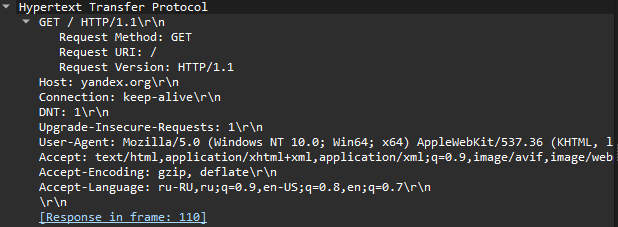 Hypertext Transfer Protocol
GET / HTTP/1.1\r\n
Request Method: GET
Request URI: /
Request Version: HTTP/1.1
Host: yandex.org\r\n
Connection: keep-alive\r\n
DNT: 1\r\n
Upgrade-Insecure-Requests: 1\r\n
User-Agent: Mozilla/5.0 (Windows NT 10.0; Win64; x64) AppleWebKit/537.36 (KHTML, l
Accept: text/html,application/xhtml+xml,application/xml;q=0.9,image/avif,image/web
Accept-Encoding: gzip, deflate\r\n
Accept-Language: ru-RU,ru;q=0.9,en-US;q=0.8,en;q=0.7\r\n
\r\n
[Response in frame: 110]